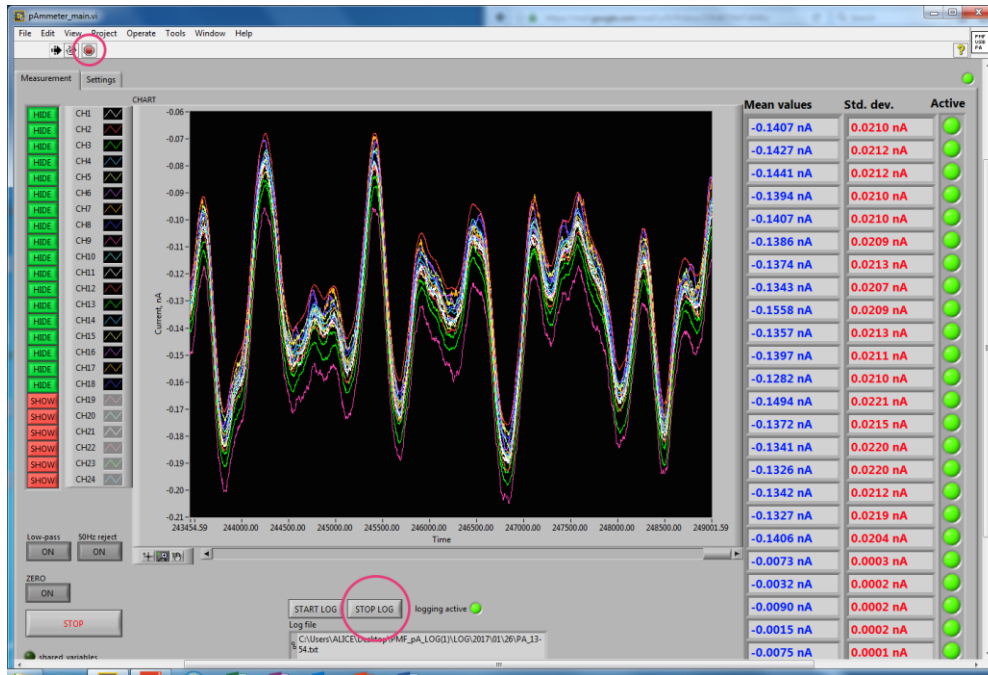 pAmmeter_main.vi
File Edit View Project Operate Tools Window Help
PMF
USB
PA
Measurement Settings
CHART
Mean values Std. dev. Active
HIDE CH1
HIDE CH2
HIDE CH3
HIDE CH4
HIDE CH5
HIDE CH6
HIDE CH7
HIDE CH8
HIDE CH9
HIDE CH10
HIDE CH11
HIDE CH12
HIDE CH13
HIDE CH14
HIDE CH15
HIDE CH16
HIDE CH17
HIDE CH18
SHOW CH19
SHOW CH20
SHOW CH21
SHOW CH22
SHOW CH23
SHOW CH24
Current, nA
-0.06
-0.07
-0.08
-0.09
-0.10
-0.11
-0.12
-0.13
-0.14
-0.15
-0.16
-0.17
-0.18
-0.19
-0.20
-0.21
243454.59 244000.00 244500.00 245000.00 245500.00 246000.00 246500.00 247000.00 247500.00 248000.00 248500.00 249001.59
Time
-0.1407 nA 0.0210 nA
-0.1427 nA 0.0212 nA
-0.1441 nA 0.0212 nA
-0.1394 nA 0.0210 nA
-0.1407 nA 0.0210 nA
-0.1386 nA 0.0209 nA
-0.1374 nA 0.0213 nA
-0.1343 nA 0.0207 nA
-0.1558 nA 0.0209 nA
-0.1357 nA 0.0213 nA
-0.1397 nA 0.0211 nA
-0.1282 nA 0.0210 nA
-0.1494 nA 0.0221 nA
-0.1372 nA 0.0215 nA
-0.1341 nA 0.0220 nA
-0.1326 nA 0.0220 nA
-0.1342 nA 0.0212 nA
-0.1327 nA 0.0219 nA
-0.1406 nA 0.0204 nA
-0.0073 nA 0.0003 nA
-0.0032 nA 0.0002 nA
-0.0090 nA 0.0002 nA
-0.0015 nA 0.0002 nA
-0.0075 nA 0.0001 nA
Low-pass 50Hz reject
ON ON
ZERO
ON
STOP
shared variables
START LOG STOP LOG logging active
Log file
C:\Users\ALICE\Desktop\PMF_pA_LOG(1)\LOG\2017\01\26\PA_13-
54.txt